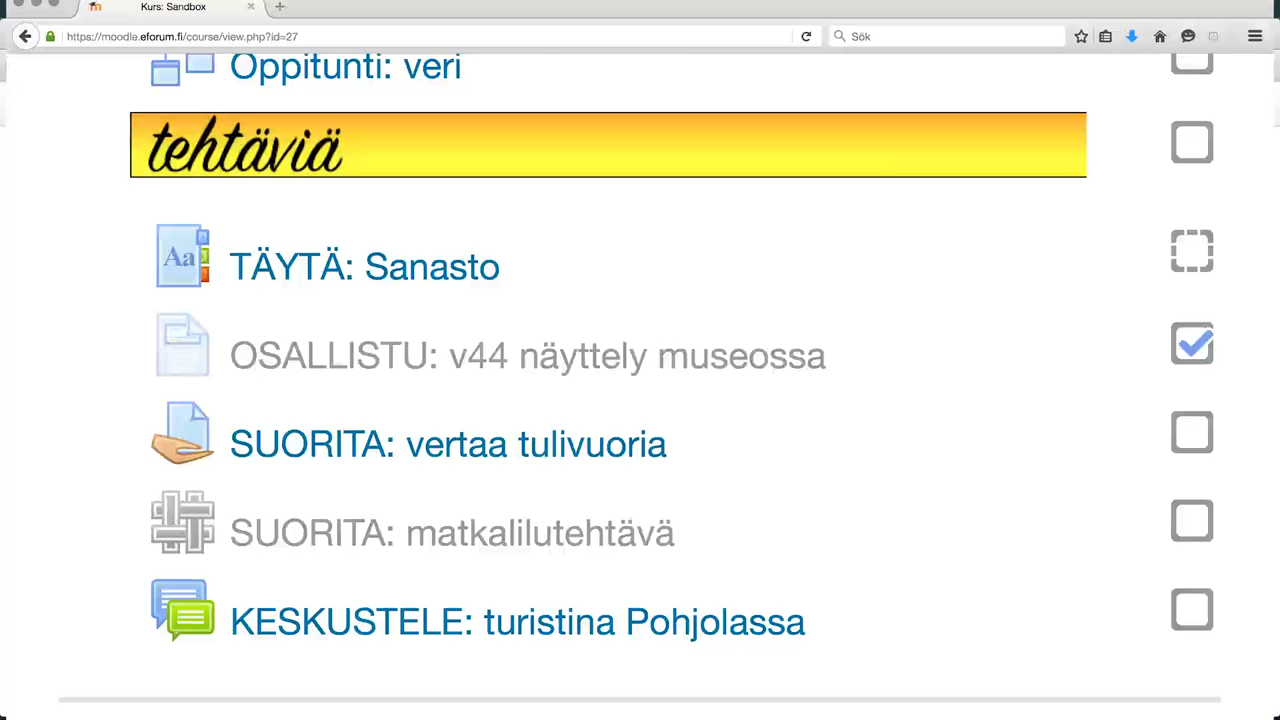 Kurs: Sandbox
https://moodle.eforum.fi/course/view.php?id=27
Sök
Oppitunti: veri
tehtäviä
Aa
TÄYTÄ: Sanasto
OSALLISTU: v44 näyttely museossa
SUORITA: vertaa tulivuoria
SUORITA: matkalilutehtävä
KESKUSTELE: turistina Pohjolassa